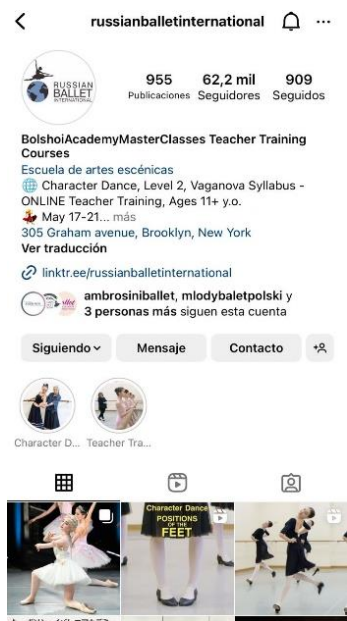 russianballetinternational
RUSSIAN
BALLET
INTERNATIONAL
955 62,2 mil 909
Publicaciones Seguidores Seguidos
BolshoiAcademyMasterClasses Teacher Training
Courses
Escuela de artes escénicas
Character Dance, Level 2, Vaganova Syllabus -
ONLINE Teacher Training, Ages 11+ y.o.
May 17-21... más
305 Graham avenue, Brooklyn, New York
Ver traducción
linktr.ee/russianballetinternational
ambrosiniballet, mlodybaletpolski y
3 personas más siguen esta cuenta
Siguiendo Mensaje Contacto
Character D... Teacher Tra...
Character Dance
POSITIONS
OF THE
FEET